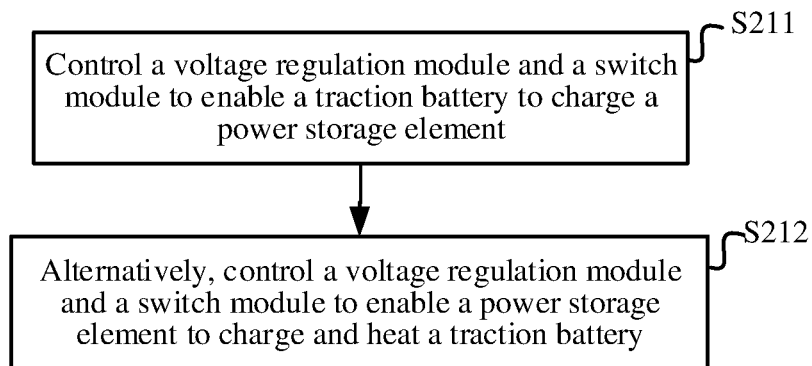 S211
Control a voltage regulation module and a switch
module to enable a traction battery to charge a
power storage element
S212
Alternatively, control a voltage regulation module
and a switch module to enable a power storage
element to charge and heat a traction battery